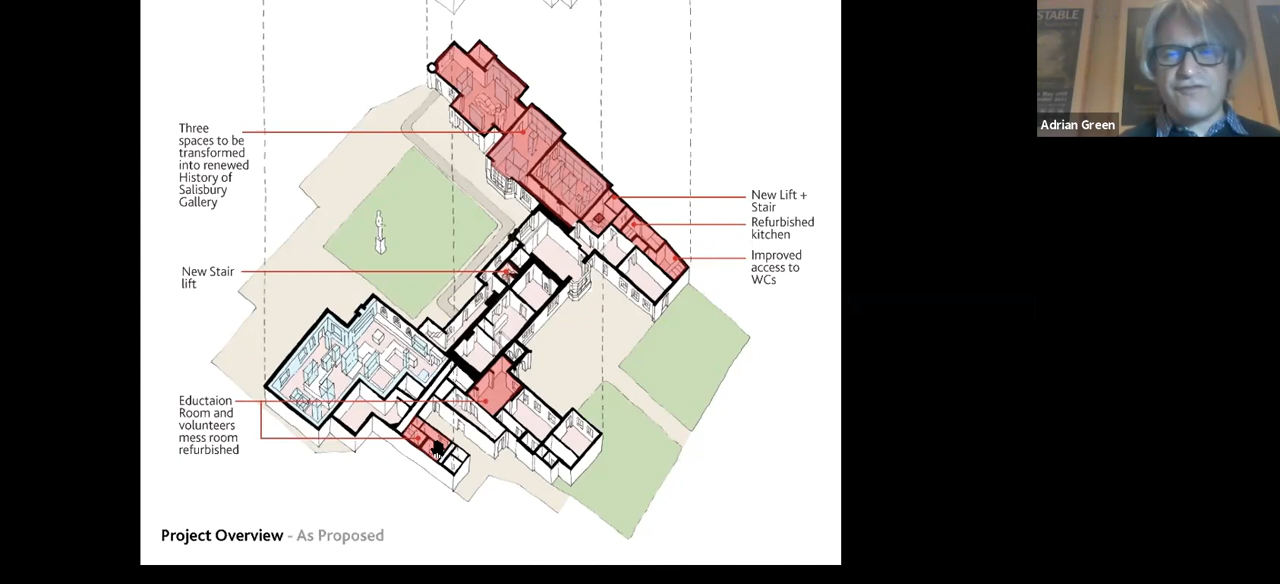 STABLE
Adrian Green
Three
spaces to be
transformed
into renewed
History of
Salisbury
Gallery
New Lift +
Stair
Refurbished
kitchen
Improved
access to
WCs
New Stair
lift
Eductaion
Room and
volunteers
mess room
refurbished
Project Overview - As Proposed